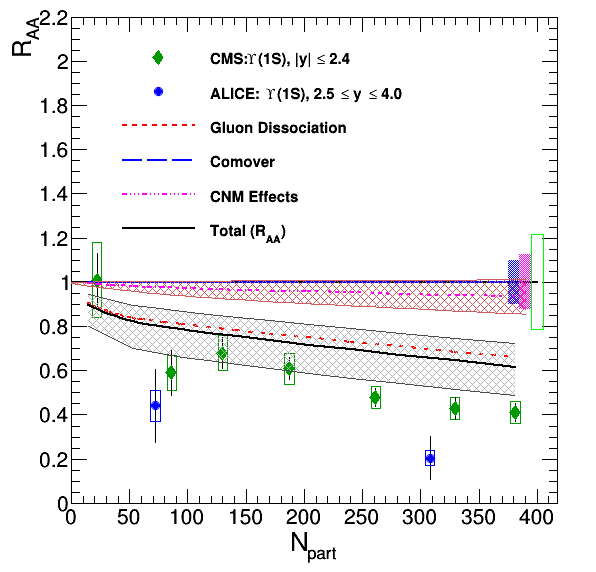 R_AA
2.2
2
1.8
1.6
1.4
1.2
1
0.8
0.6
0.4
0.2
0
CMS:ϒ(1S), |y| ≤ 2.4
ALICE: ϒ(1S), 2.5 ≤ y ≤ 4.0
Gluon Dissociation
Comover
CNM Effects
Total (R_AA)
0 50 100 150 200 250 300 350 400
N_part